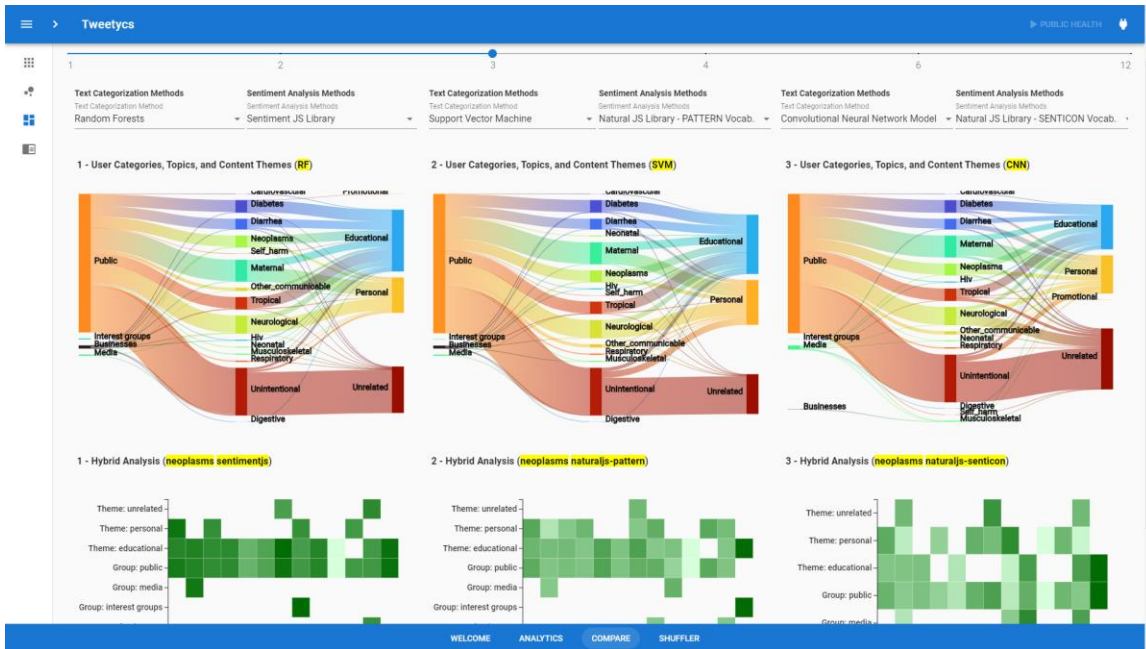 Tweetycs
PUBLIC HEALTH
1 2 3 4 6 12
Text Categorization Methods
Text Categorization Method
Random Forests
Sentiment Analysis Methods
Sentiment Analysis Methods
Sentiment JS Library
Text Categorization Methods
Text Categorization Method
Support Vector Machine
Sentiment Analysis Methods
Sentiment Analysis Methods
Natural JS Library - PATTERN Vocab.
Text Categorization Methods
Text Categorization Method
Convolutional Neural Network Model
Sentiment Analysis Methods
Sentiment Analysis Methods
Natural JS Library - SENTICON Vocab.
1 - User Categories, Topics, and Content Themes (RF)
Cardiovascular
Promotional
Diabetes
Diarrhea
Neoplasms
Self_harm
Maternal
Other_communicable
Tropical
Neurological
Hiv
Neonatal
Musculoskeletal
Respiratory
Unintentional
Digestive
Public
Interest groups
Businesses
Media
Educational
Personal
Unrelated
2 - User Categories, Topics, and Content Themes (SVM)
Cardiovascular
Diabetes
Diarrhea
Neonatal
Maternal
Neoplasms
Hiv
Self_harm
Tropical
Neurological
Other_communicable
Respiratory
Musculoskeletal
Unintentional
Digestive
Public
Interest groups
Businesses
Media
Educational
Personal
Unrelated
3 - User Categories, Topics, and Content Themes (CNN)
Cardiovascular
Diabetes
Diarrhea
Maternal
Neoplasms
Hiv
Tropical
Neurological
Other_communicable
Neonatal
Respiratory
Unintentional
Digestive
Self_harm
Musculoskeletal
Public
Interest groups
Media
Businesses
Educational
Personal
Promotional
Unrelated
1 - Hybrid Analysis (neoplasms sentimentjs)
Theme: unrelated
Theme: personal
Theme: educational
Group: public
Group: media
Group: interest groups
2 - Hybrid Analysis (neoplasms naturaljs-pattern)
Theme: unrelated
Theme: personal
Theme: educational
Group: public
Group: media
Group: interest groups
3 - Hybrid Analysis (neoplasms naturaljs-senticon)
Theme: unrelated
Theme: personal
Theme: educational
Group: public
Group: media
WELCOME ANALYTICS COMPARE SHUFFLER